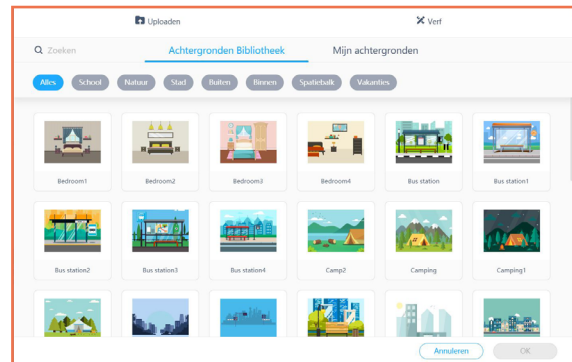 Uploaden Verf
Zoeken Achtergronden Bibliotheek Mijn achtergronden
Alles School Natuur Stad Buiten Binnen Spatiebalk Vakanties
Bedroom1 Bedroom2 Bedroom3 Bedroom4 Bus station Bus station1
Bus station2 Bus station3 Bus station4 Camp2 Camping Camping1
Annuleren OK